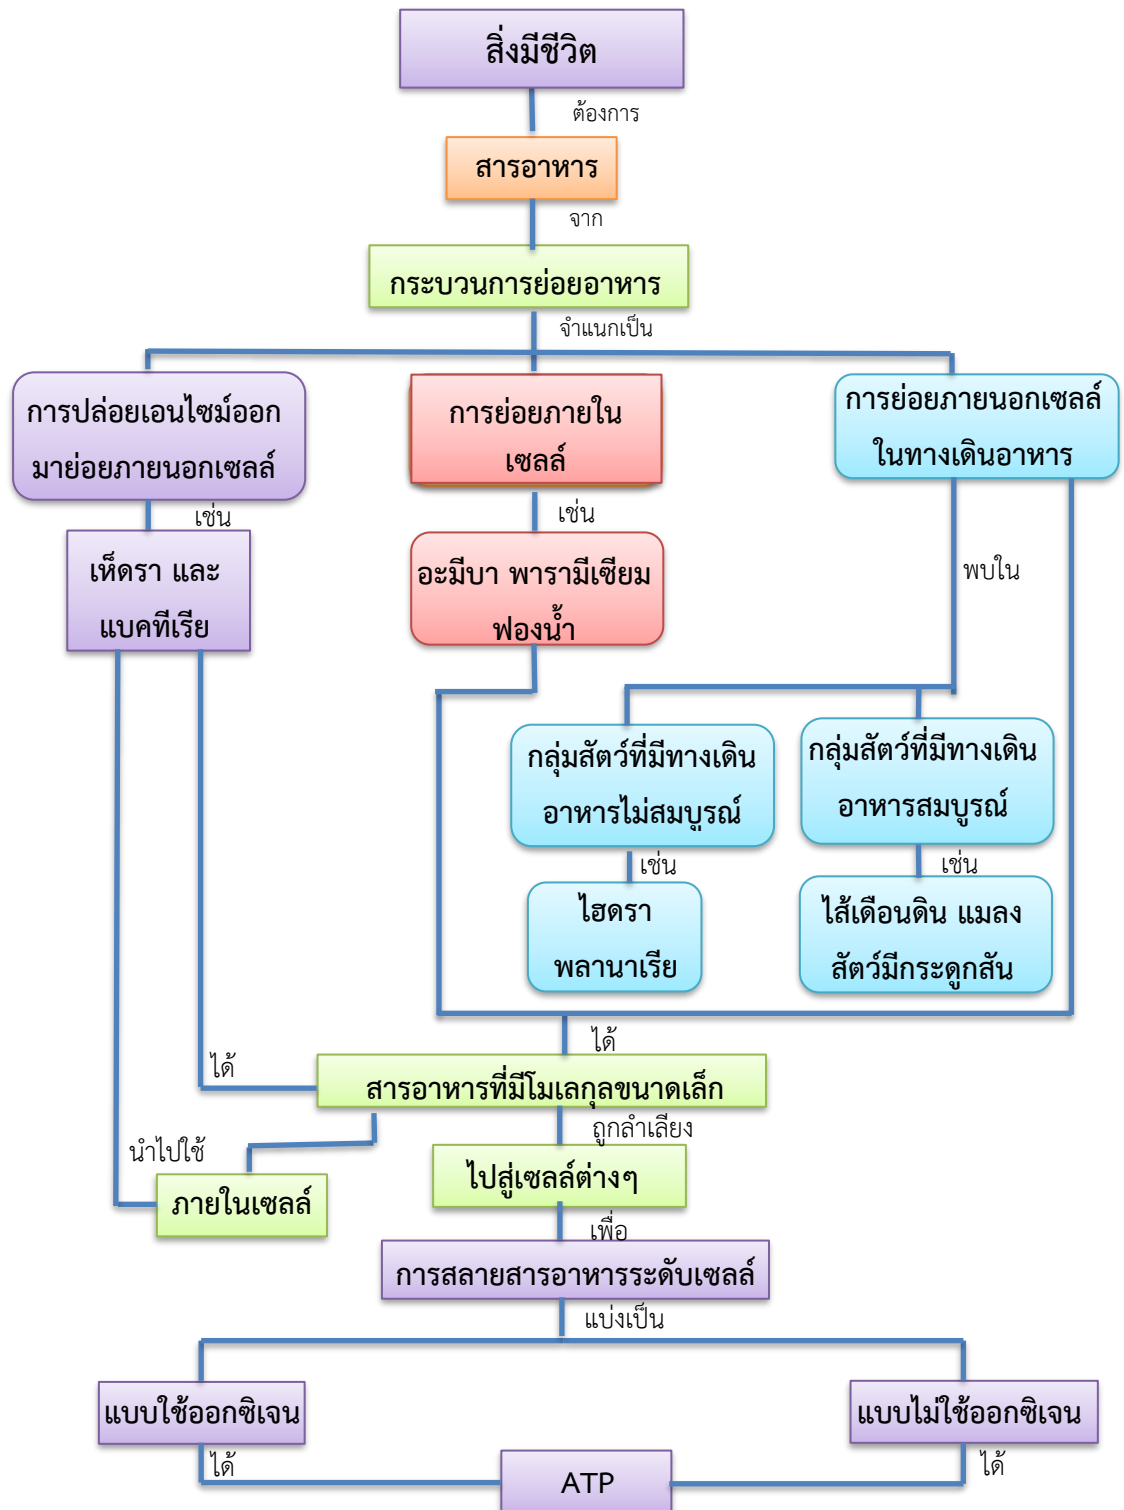 สิ่งมีชีวิต
ต้องการ
สารอาหาร
จาก
กระบวนการย่อยอาหาร
จำแนกเป็น
การปล่อยเอนไซม์ออก
มาย่อยภายนอกเซลล์
การย่อยภายใน
เซลล์
การย่อยภายนอกเซลล์
ในทางเดินอาหาร
เช่น
เช่น
เห็ดรา และ
แบคทีเรีย
อะมีบา พารามีเซียม
ฟองน้ำ
พบใน
กลุ่มสัตว์ที่มีทางเดิน
อาหารไม่สมบูรณ์
กลุ่มสัตว์ที่มีทางเดิน
อาหารสมบูรณ์
เช่น
เช่น
ไฮดรา
พลานาเรีย
ไส้เดือนดิน แมลง
สัตว์มีกระดูกสัน
ได้
ได้
สารอาหารที่มีโมเลกุลขนาดเล็ก
ถูกลำเลียง
นำไปใช้
ไปสู่เซลล์ต่างๆ
ภายในเซลล์
เพื่อ
การสลายสารอาหารระดับเซลล์
แบ่งเป็น
แบบใช้ออกซิเจน
แบบไม่ใช้ออกซิเจน
ได้
ได้
ATP